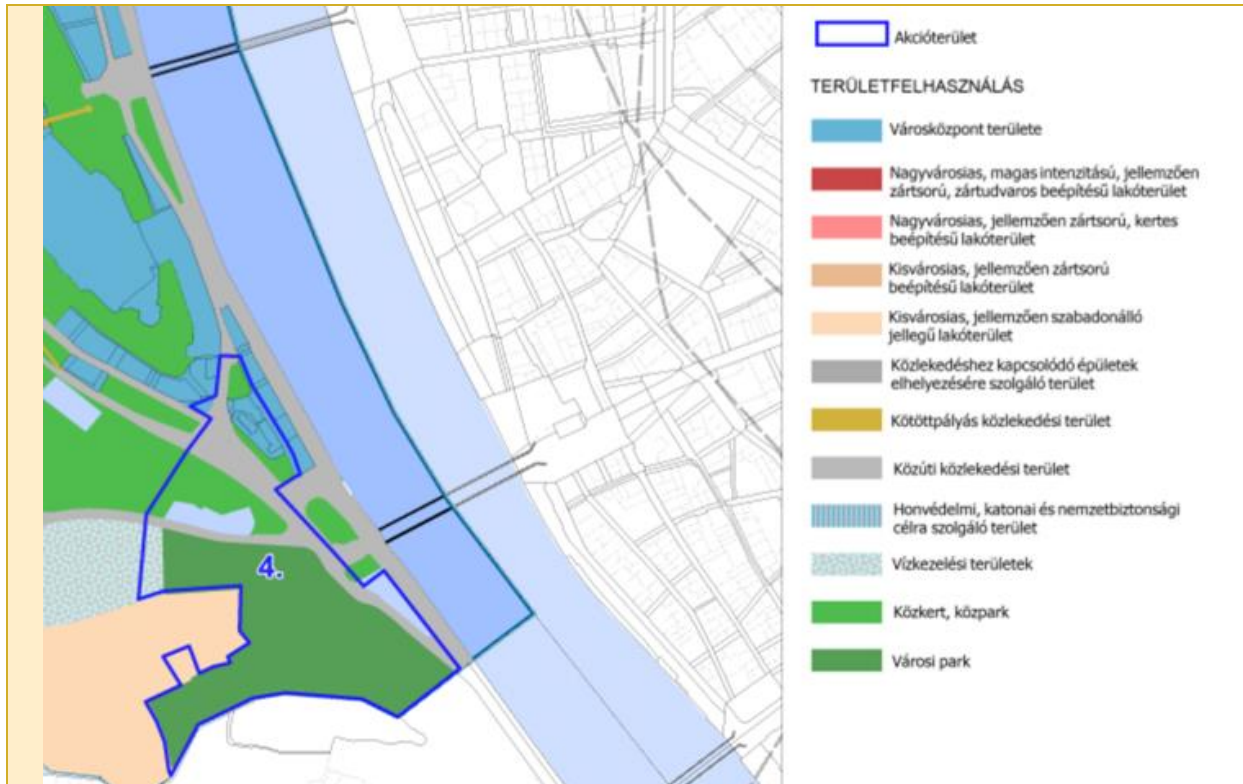 Akcióterület
TERÜLETFELHASZNÁLÁS
Városközpont területe
Nagyvárosias, magas intenzitású, jellemzően
zártsorú, zártudvaros beépítésű lakóterület
Nagyvárosias, jellemzően zártsorú, kertes
beépítésű lakóterület
Kisvárosias, jellemzően zártsorú
beépítésű lakóterület
Kisvárosias, jellemzően szabadonálló
jellegű lakóterület
Közlekedéshez kapcsolódó épületek
elhelyezésére szolgáló terület
Kötöttpályás közlekedési terület
Közúti közlekedési terület
Honvédelmi, katonai és nemzetbiztonsági
célra szolgáló terület
Vízkezelési területek
Közkert, közpark
Városi park
4.